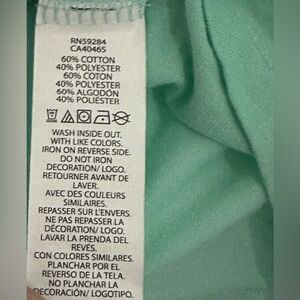 RN59284
CA40465
60% COTTON
40% POLYESTER
60% COTON
40% POLYESTER
60% ALGODÓN
40% POLIÉSTER
WASH INSIDE OUT.
WITH LIKE COLORS.
IRON ON REVERSE SIDE.
DO NOT IRON
DECORATION/ LOGO.
RETOURNER AVANT DE
LAVER.
AVEC DES COULEURS
SIMILAIRES.
REPASSER SUR L'ENVERS.
NE PAS REPASSER LA
DÉCORATION/ LOGO.
LAVAR LA PRENDA DEL
REVÉS.
CON COLORES SIMILARES.
PLANCHAR POR EL
REVERSO DE LA TELA.
NO PLANCHAR LA
DECORACIÓN/ LOGOTIPO.